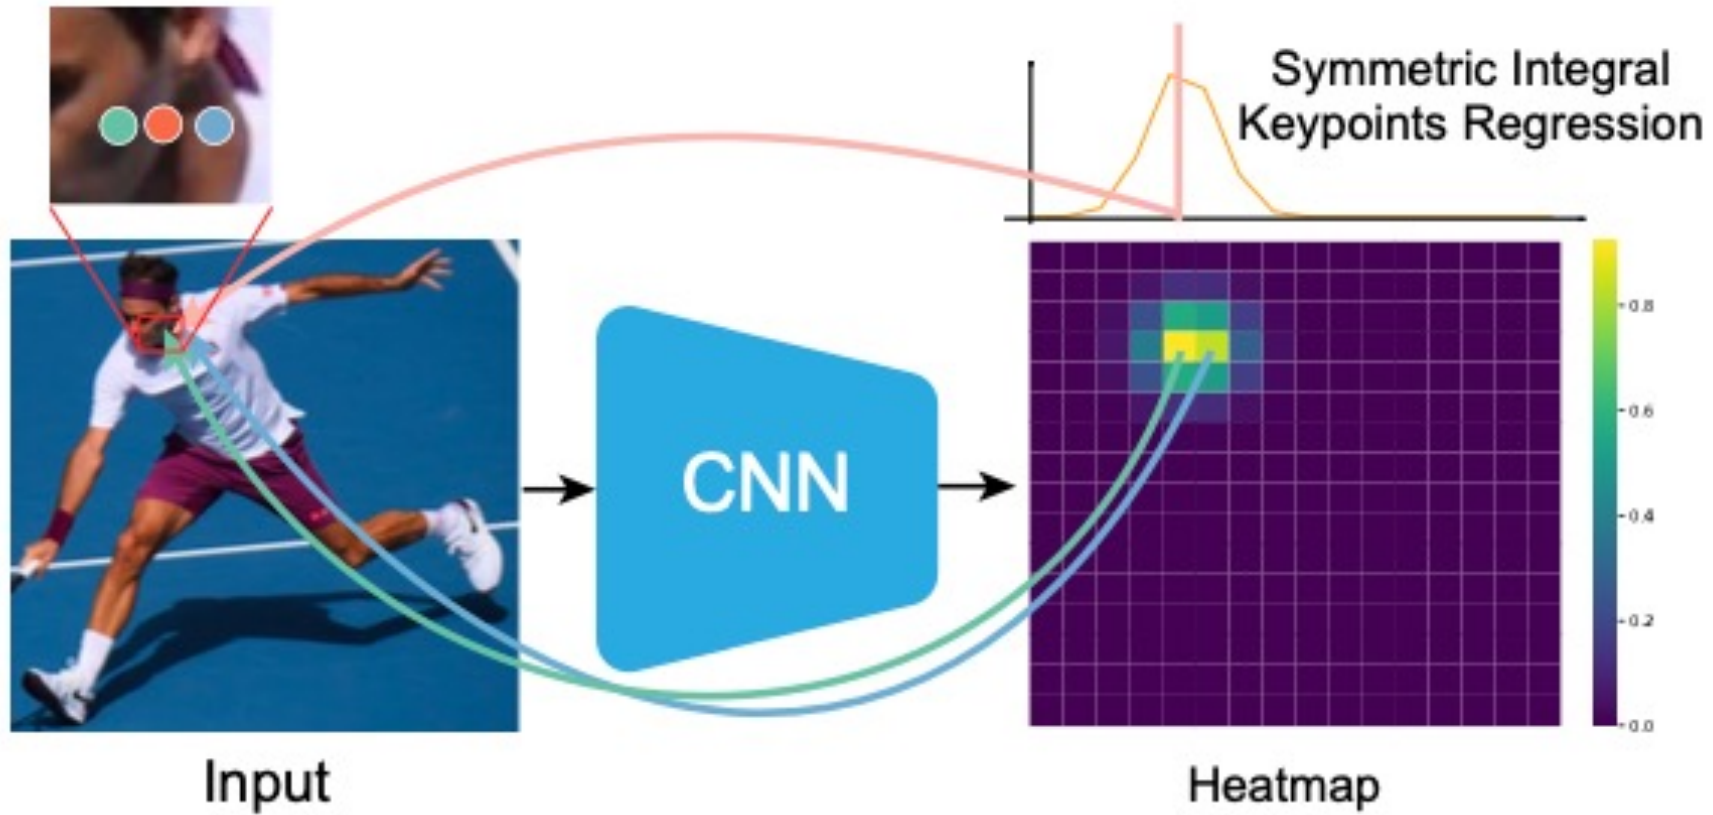 Symmetric Integral
Keypoints Regression
CNN
0.8
0.6
0.4
0.2
0.0
Input
Heatmap